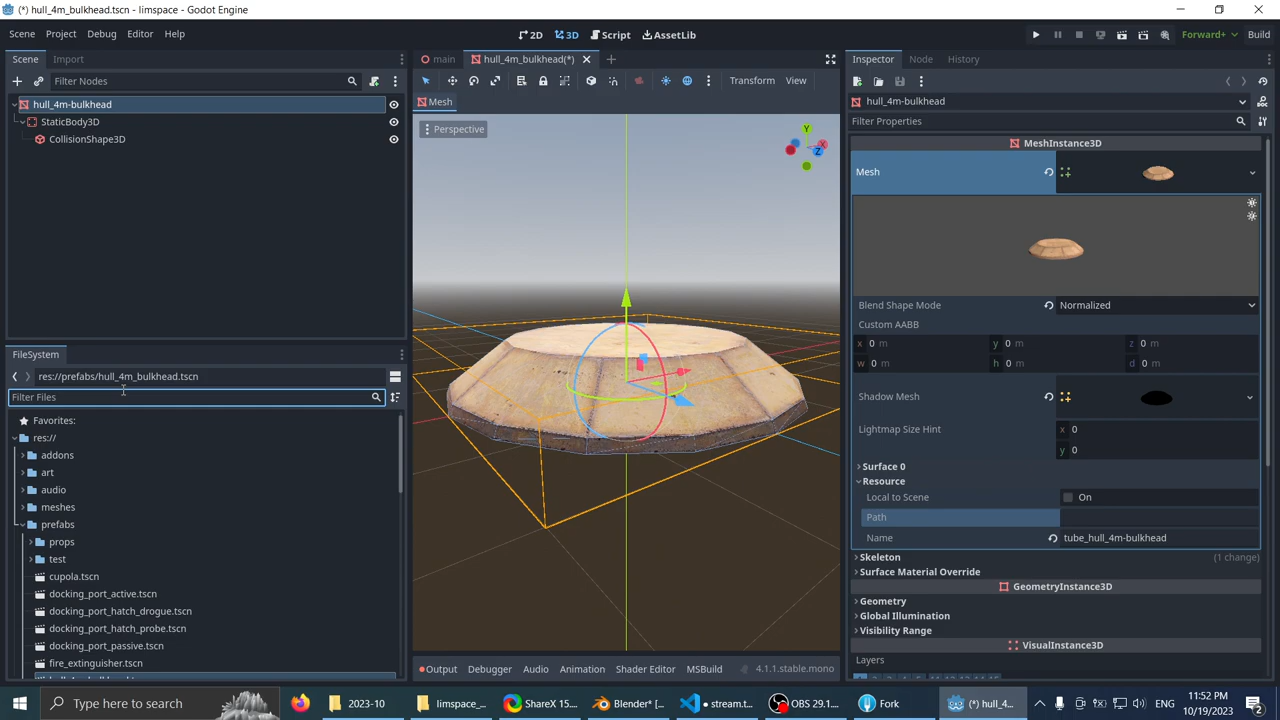 (*) hull_4m_bulkhead.tscn - limspace - Godot Engine
Scene Project Debug Editor Help
2D 3D Script AssetLib
Forward+ Build
Scene Import
main hull_4m_bulkhead(*)
Inspector Node History
Filter Nodes
Transform View
hull_4m-bulkhead
StaticBody3D
CollisionShape3D
Mesh
Perspective
Y
X
Z
hull_4m-bulkhead
Filter Properties
MeshInstance3D
Mesh
Blend Shape Mode Normalized
Custom AABB
x 0 m y 0 m z 0 m
w 0 m h 0 m d 0 m
Shadow Mesh
Lightmap Size Hint x 0
y 0
Surface 0
Resource
Local to Scene On
Path
Name tube_hull_4m-bulkhead
Skeleton (1 change)
Surface Material Override
GeometryInstance3D
Geometry
Global Illumination
Visibility Range
VisualInstance3D
Layers
FileSystem
res://prefabs/hull_4m_bulkhead.tscn
Filter Files
Favorites:
res://
addons
art
audio
meshes
prefabs
props
test
cupola.tscn
docking_port_active.tscn
docking_port_hatch_drogue.tscn
docking_port_hatch_probe.tscn
docking_port_passive.tscn
fire_extinguisher.tscn
Output Debugger Audio Animation Shader Editor MSBuild 4.1.1.stable.mono
Type here to search
2023-10
limspace_...
ShareX 15....
Blender* [...
● stream.t...
OBS 29.1...
Fork
(*) hull_4...
11:52 PM
10/19/2023
2